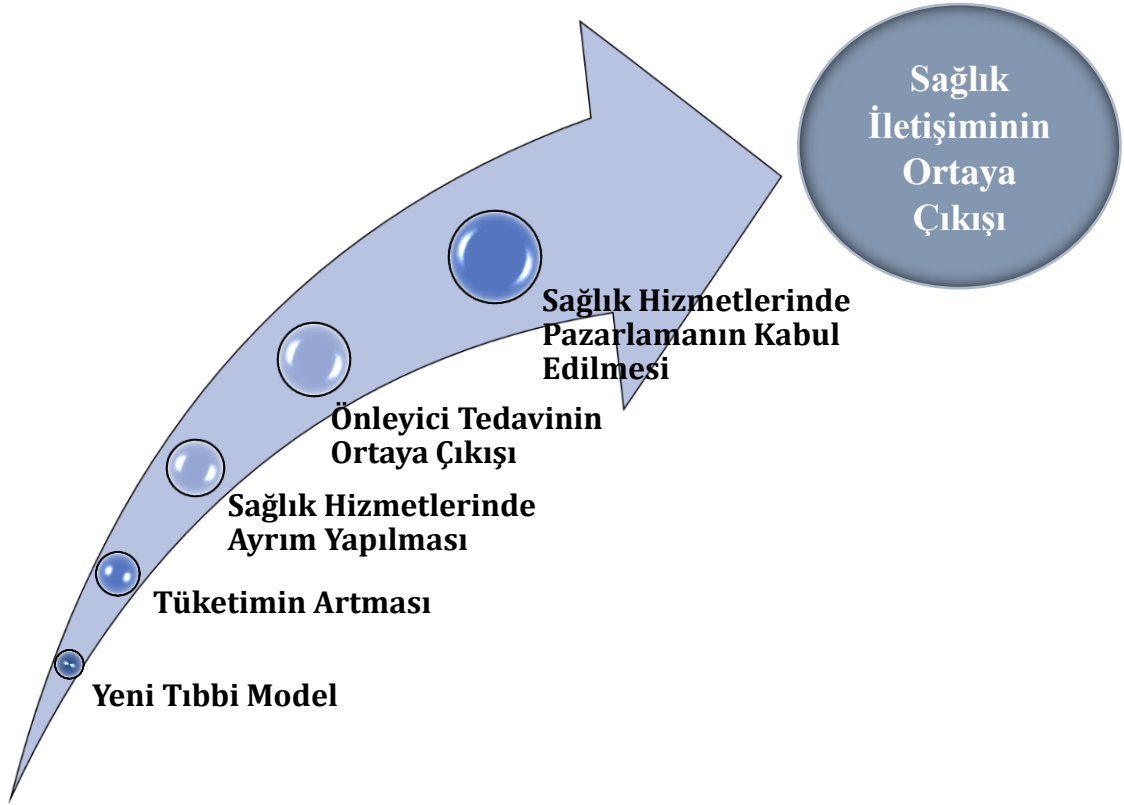 Sağlık
İletişiminin
Ortaya
Çıkışı
Sağlık Hizmetlerinde
Pazarlamanın Kabul
Edilmesi
Önleyici Tedavinin
Ortaya Çıkışı
Sağlık Hizmetlerinde
Ayrım Yapılması
Tüketimin Artması
Yeni Tıbbi Model